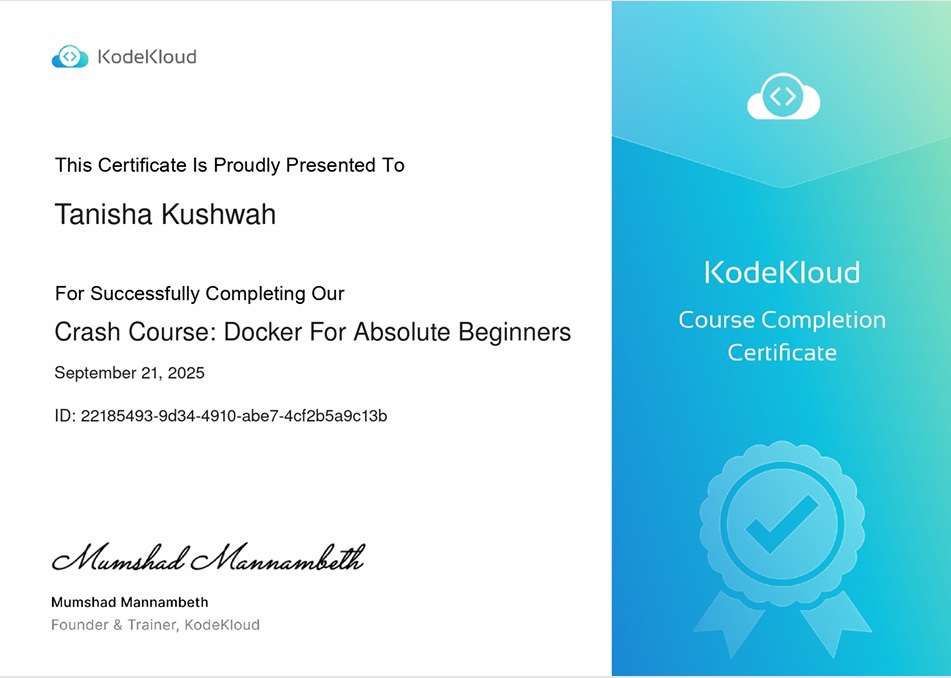 KodeKloud
This Certificate Is Proudly Presented To
Tanisha Kushwah
For Successfully Completing Our
Crash Course: Docker For Absolute Beginners
September 21, 2025
ID: 22185493-9d34-4910-abe7-4cf2b5a9c13b
Mumshad Mannambeth
Mumshad Mannambeth
Founder & Trainer, KodeKloud
KodeKloud
Course Completion
Certificate